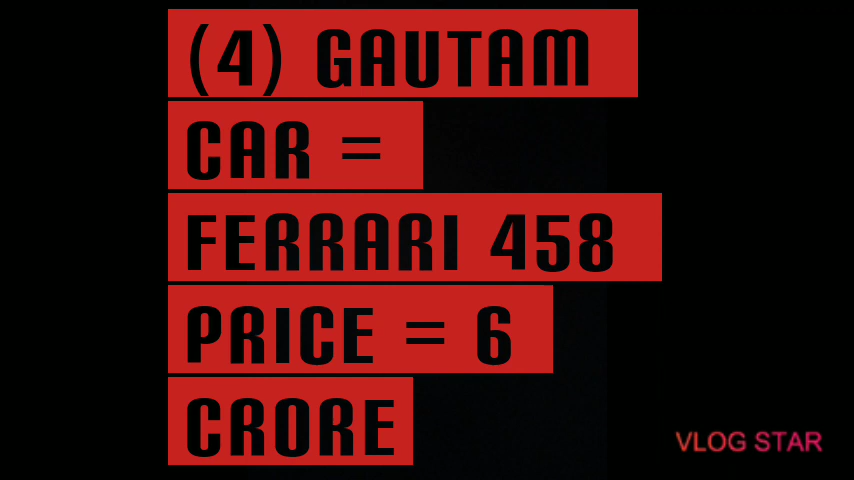 (4) GAUTAM
CAR =
FERRARI 458
PRICE = 6
CRORE
VLOG STAR